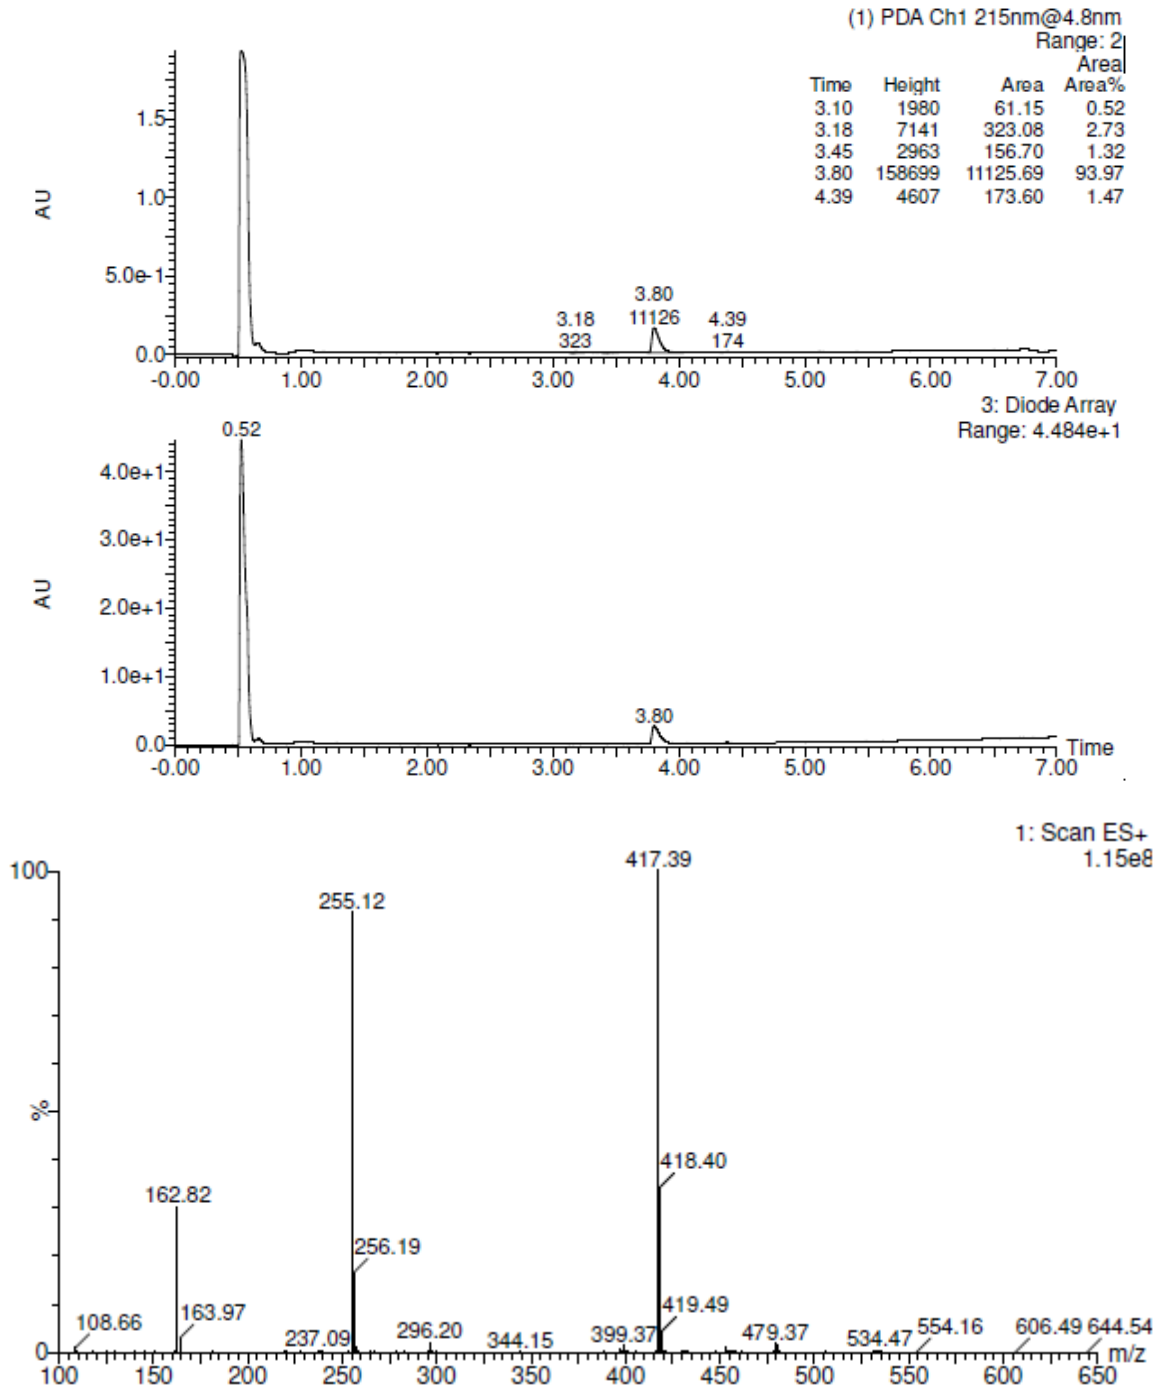 (1) PDA Ch1 215nm@4.8nm
Range: 2
Area
Time Height Area Area%
3.10 1980 61.15 0.52
3.18 7141 323.08 2.73
3.45 2963 156.70 1.32
3.80 158699 11125.69 93.97
4.39 4607 173.60 1.47
AU
1.5
1.0
5.0e-1
0.0
3.18
323
3.80
11126
4.39
174
-0.00 1.00 2.00 3.00 4.00 5.00 6.00 7.00
3: Diode Array
Range: 4.484e+1
AU
4.0e+1
3.0e+1
2.0e+1
1.0e+1
0.0
0.52
3.80
Time
-0.00 1.00 2.00 3.00 4.00 5.00 6.00 7.00
1: Scan ES+
1.15e8
100
%
0
417.39
255.12
418.40
162.82
256.19
419.49
163.97
108.66
237.09
296.20
344.15
399.37
479.37
534.47
554.16
606.49
644.54
m/z
100 150 200 250 300 350 400 450 500 550 600 650